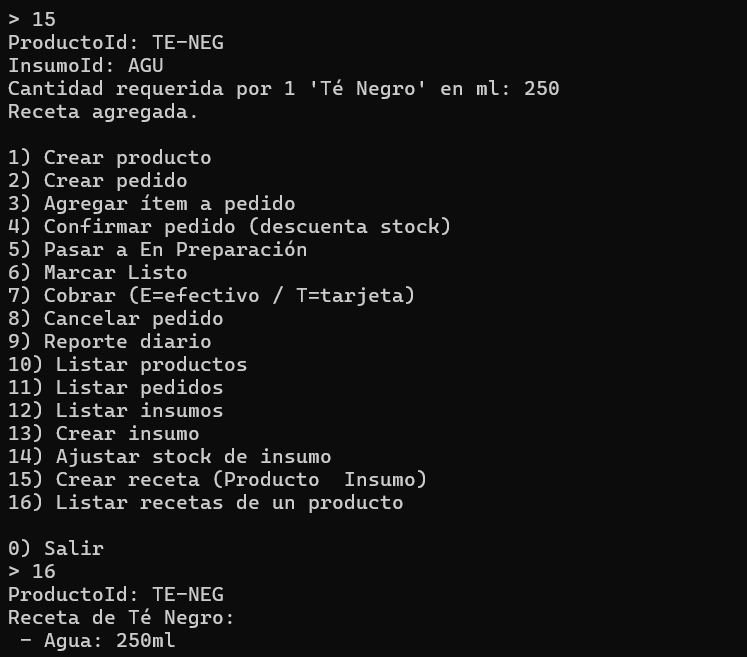 > 15
ProductoId: TE-NEG
InsumoId: AGU
Cantidad requerida por 1 'Té Negro' en ml: 250
Receta agregada.
1) Crear producto
2) Crear pedido
3) Agregar ítem a pedido
4) Confirmar pedido (descuenta stock)
5) Pasar a En Preparación
6) Marcar Listo
7) Cobrar (E=efectivo / T=tarjeta)
8) Cancelar pedido
9) Reporte diario
10) Listar productos
11) Listar pedidos
12) Listar insumos
13) Crear insumo
14) Ajustar stock de insumo
15) Crear receta (Producto  Insumo)
16) Listar recetas de un producto
0) Salir
> 16
ProductoId: TE-NEG
Receta de Té Negro:
 - Agua: 250ml